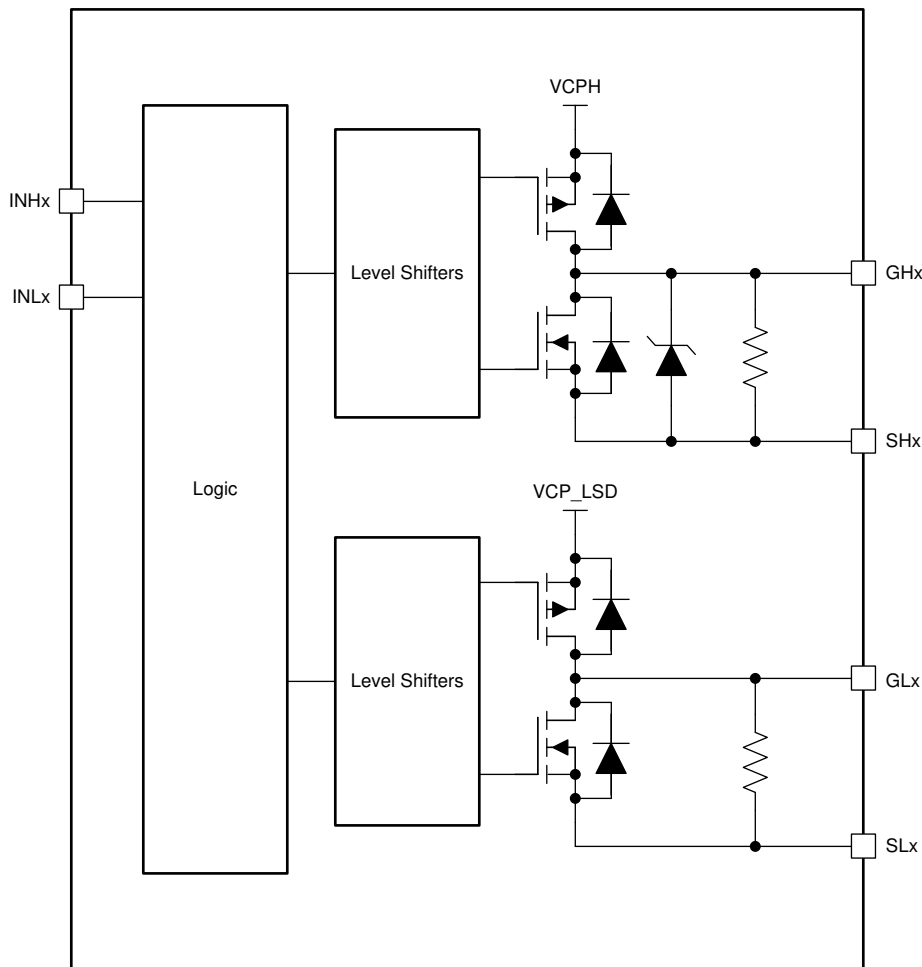 VCPH
INHx
Level Shifters
GHx
INLx
SHx
Logic
VCP_LSD
Level Shifters
GLx
SLx